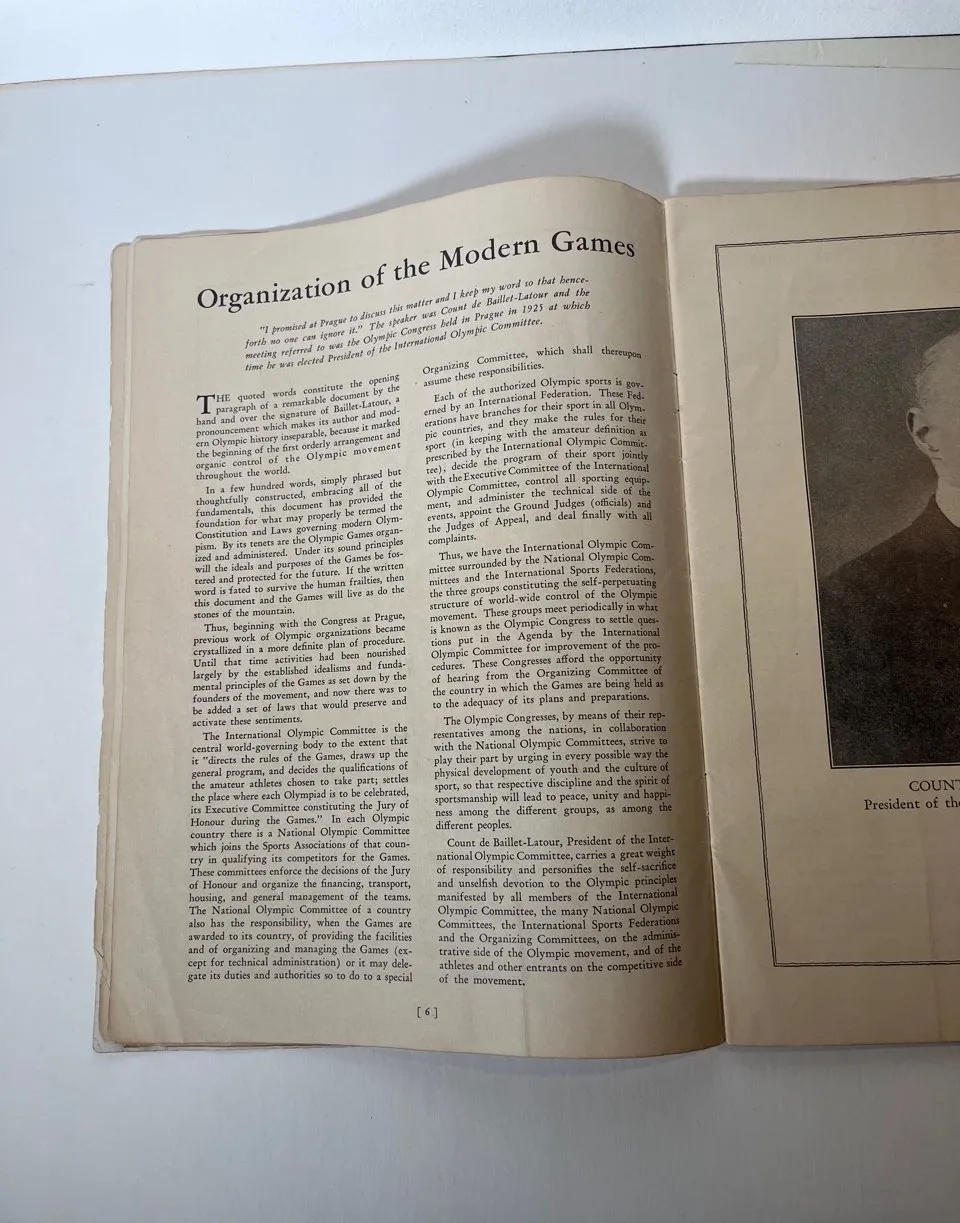 Organization of the Modern Games
"I promised at Prague to discuss this matter and I keep my word so that hence-
forth no one can ignore it." The speaker was Count de Baillet-Latour and the
meeting referred to was the Olympic Congress held in Prague in 1925 at which
time he was elected President of the International Olympic Committee.
THE quoted words constitute the opening
paragraph of a remarkable document by the
hand and over the signature of Baillet-Latour, a
pronouncement which makes its author and mod-
ern Olympic history inseparable, because it marked
the beginning of the first orderly arrangement and
organic control of the Olympic movement
throughout the world.
In a few hundred words, simply phrased but
thoughtfully constructed, embracing all of the
fundamentals, this document has provided the
foundation for what may properly be termed the
Constitution and Laws governing modern Olym-
pism. By its tenets are the Olympic Games organ-
ized and administered. Under its sound principles
will the ideals and purposes of the Games be fos-
tered and protected for the future. If the written
word is fated to survive the human frailties, then
this document and the Games will live as do the
stones of the mountain.
Thus, beginning with the Congress at Prague,
previous work of Olympic organizations became
crystallized in a more definite plan of procedure.
Until that time activities had been nourished
largely by the established idealisms and funda-
mental principles of the Games as set down by the
founders of the movement, and now there was to
be added a set of laws that would preserve and
activate these sentiments.
The International Olympic Committee is the
central world-governing body to the extent that
it "directs the rules of the Games, draws up the
general program, and decides the qualifications of
the amateur athletes chosen to take part; settles
the place where each Olympiad is to be celebrated,
its Executive Committee constituting the Jury of
Honour during the Games." In each Olympic
country there is a National Olympic Committee
which joins the Sports Associations of that coun-
try in qualifying its competitors for the Games.
These committees enforce the decisions of the Jury
of Honour and organize the financing, transport,
housing, and general management of the teams.
The National Olympic Committee of a country
also has the responsibility, when the Games are
awarded to its country, of providing the facilities
and of organizing and managing the Games (ex-
cept for technical administration) or it may dele-
gate its duties and authorities so to do to a special
Organizing Committee, which shall thereupon
assume these responsibilities.
Each of the authorized Olympic sports is gov-
erned by an International Federation. These Fed-
erations have branches for their sport in all Olym-
pic countries, and they make the rules for their
sport (in keeping with the amateur definition as
prescribed by the International Olympic Commit-
tee), decide the program of their sport jointly
with the Executive Committee of the International
Olympic Committee, control all sporting equip-
ment, and administer the technical side of the
events, appoint the Ground Judges (officials) and
the Judges of Appeal, and deal finally with all
complaints.
Thus, we have the International Olympic Com-
mittee surrounded by the National Olympic Com-
mittees and the International Sports Federations,
the three groups constituting the self-perpetuating
structure of world-wide control of the Olympic
movement. These groups meet periodically in what
is known as the Olympic Congress to settle ques-
tions put in the Agenda by the International
Olympic Committee for improvement of the pro-
cedures. These Congresses afford the opportunity
of hearing from the Organizing Committee of
the country in which the Games are being held as
to the adequacy of its plans and preparations.
The Olympic Congresses, by means of their rep-
resentatives among the nations, in collaboration
with the National Olympic Committees, strive to
play their part by urging in every possible way the
physical development of youth and the culture of
sport, so that respective discipline and the spirit of
sportsmanship will lead to peace, unity and happi-
ness among the different groups, as among the
different peoples.
Count de Baillet-Latour, President of the Inter-
national Olympic Committee, carries a great weight
of responsibility and personifies the self-sacrifice
and unselfish devotion to the Olympic principles
manifested by all members of the International
Olympic Committee, the many National Olympic
Committees, the International Sports Federations
and the Organizing Committees, on the adminis-
trative side of the Olympic movement, and of the
athletes and other entrants on the competitive side
of the movement.
[ 6 ]
COUNT
President of the